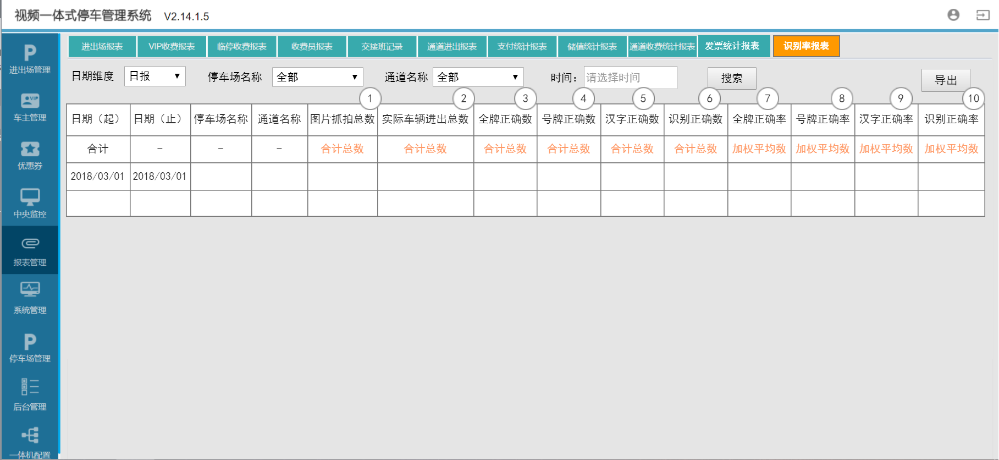 视频一体式停车管理系统 V2.14.1.5
进出场管理
车主管理
优惠券
中央监控
报表管理
系统管理
停车场管理
后台管理
一体机配置
进出场报表 VIP收费报表 临停收费报表 收费员报表 交接班记录 通道进出报表 支付统计报表 储值统计报表 通道收费统计报表 发票统计报表 识别率报表
日期维度 日报 停车场名称 全部 通道名称 全部 时间： 请选择时间 搜索 导出
1 2 3 4 5 6 7 8 9 10
日期（起） 日期（止） 停车场名称 通道名称 图片抓拍总数 实际车辆进出总数 全牌正确数 号牌正确数 汉字正确数 识别正确数 全牌正确率 号牌正确率 汉字正确率 识别正确率
合计 － － － 合计总数 合计总数 合计总数 合计总数 合计总数 合计总数 加权平均数 加权平均数 加权平均数 加权平均数
2018/03/01 2018/03/01